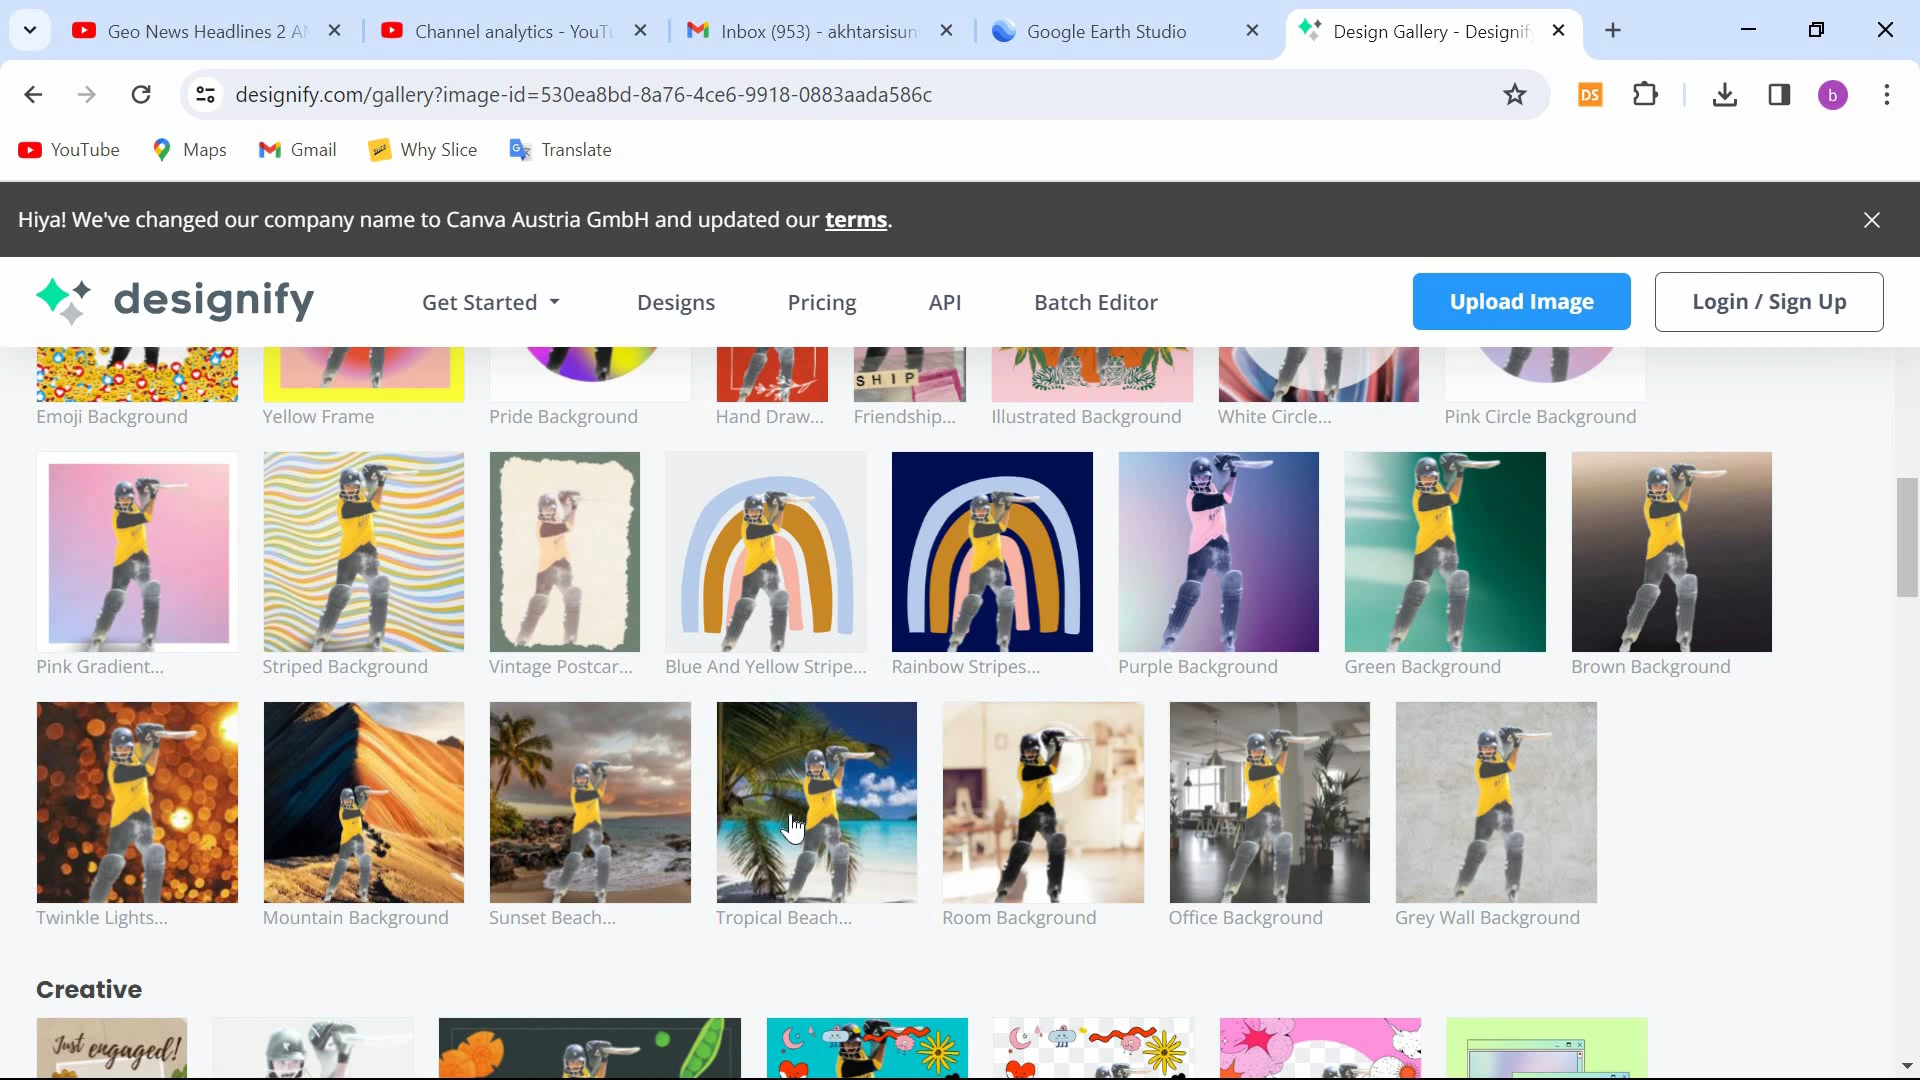 Geo News Headlines 2 A
Channel analytics - YouT
Inbox (953) - akhtarsisun
Google Earth Studio
Design Gallery - Designif
designify.com/gallery?image-id=530ea8bd-8a76-4ce6-9918-0883aada586c
DS
b
YouTube
Maps
Gmail
Why Slice
Translate
Hiya! We've changed our company name to Canva Austria GmbH and updated our terms.
designify
Get Started
Designs
Pricing
API
Batch Editor
Upload Image
Login / Sign Up
SHIP
Emoji Background
Yellow Frame
Pride Background
Hand Draw...
Friendship...
Illustrated Background
White Circle...
Pink Circle Background
Pink Gradient...
Striped Background
Vintage Postcar...
Blue And Yellow Stripe...
Rainbow Stripes...
Purple Background
Green Background
Brown Background
Twinkle Lights...
Mountain Background
Sunset Beach...
Tropical Beach...
Room Background
Office Background
Grey Wall Background
Creative
Just engaged!